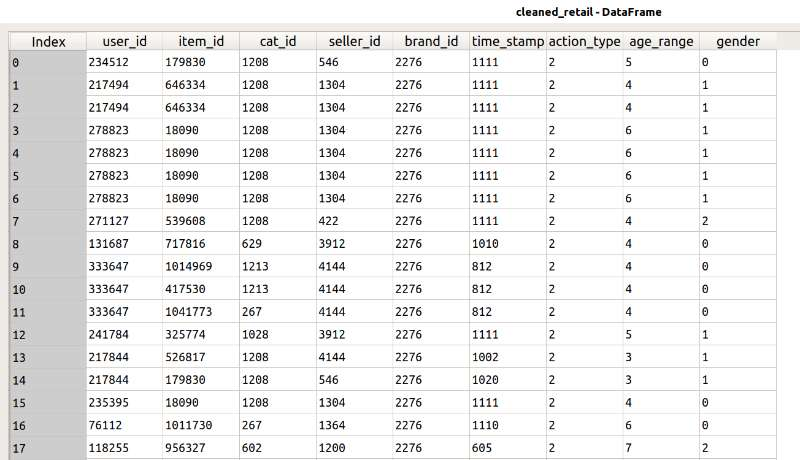 cleaned_retail - DataFrame
Index user_id item_id cat_id seller_id brand_id time_stamp action_type age_range gender
0 234512 179830 1208 546 2276 1111 2 5 0
1 217494 646334 1208 1304 2276 1111 2 4 1
2 217494 646334 1208 1304 2276 1111 2 4 1
3 278823 18090 1208 1304 2276 1111 2 6 1
4 278823 18090 1208 1304 2276 1111 2 6 1
5 278823 18090 1208 1304 2276 1111 2 6 1
6 278823 18090 1208 1304 2276 1111 2 6 1
7 271127 539608 1208 422 2276 1111 2 4 2
8 131687 717816 629 3912 2276 1010 2 4 0
9 333647 1014969 1213 4144 2276 812 2 4 0
10 333647 417530 1213 4144 2276 812 2 4 0
11 333647 1041773 267 4144 2276 812 2 4 0
12 241784 325774 1028 3912 2276 1111 2 5 1
13 217844 526817 1208 4144 2276 1002 2 3 1
14 217844 179830 1208 546 2276 1020 2 3 1
15 235395 18090 1208 1304 2276 1111 2 4 0
16 76112 1011730 267 1364 2276 1110 2 6 0
17 118255 956327 602 1200 2276 605 2 7 2